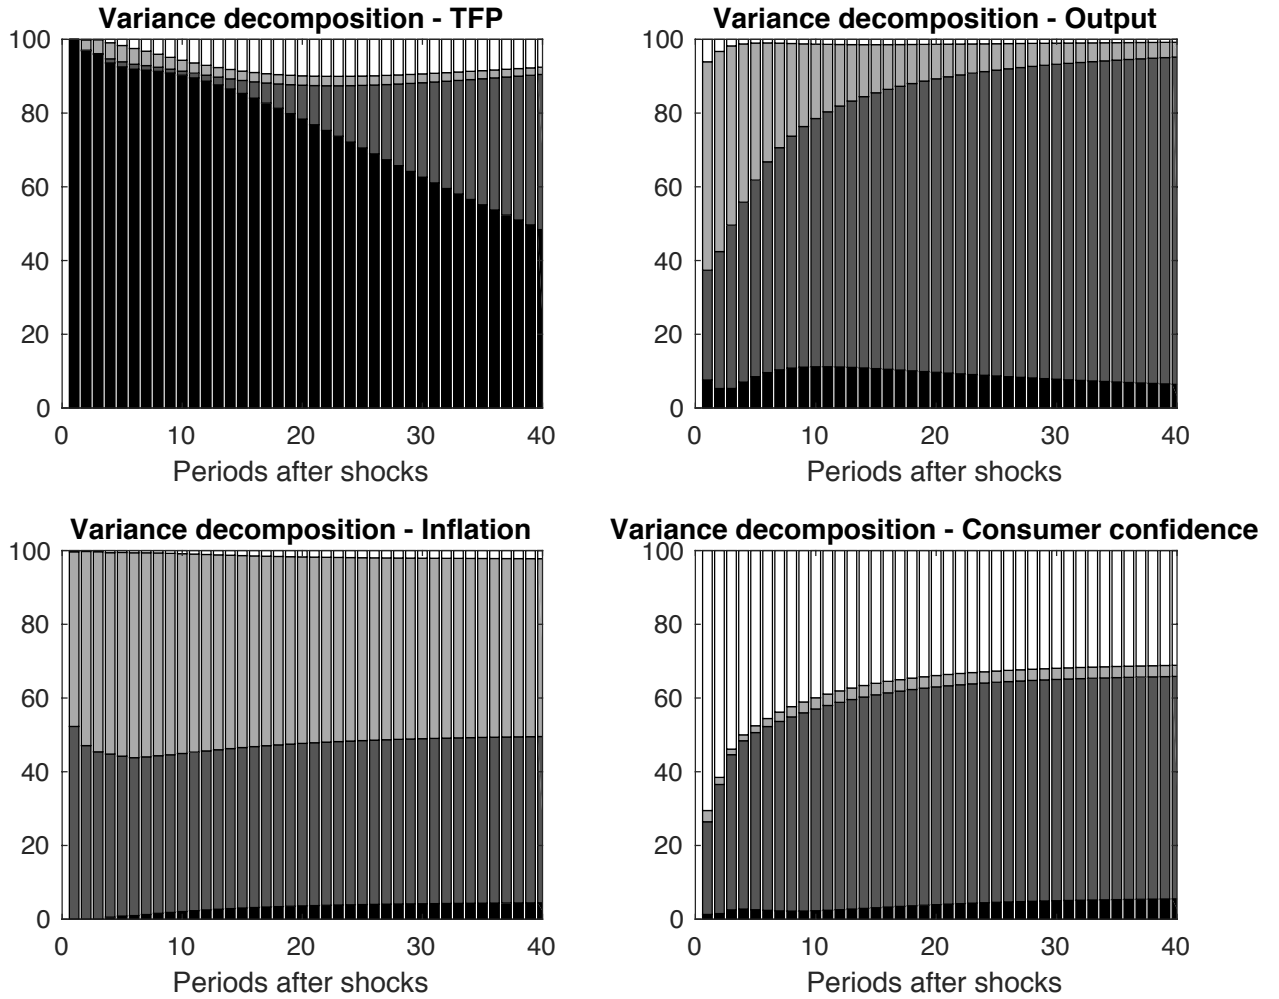 Variance decomposition - TFP
100
80
60
40
20
0
0 10 20 30 40
Periods after shocks
Variance decomposition - Output
100
80
60
40
20
0
0 10 20 30 40
Periods after shocks
Variance decomposition - Inflation
100
80
60
40
20
0
0 10 20 30 40
Periods after shocks
Variance decomposition - Consumer confidence
100
80
60
40
20
0
0 10 20 30 40
Periods after shocks